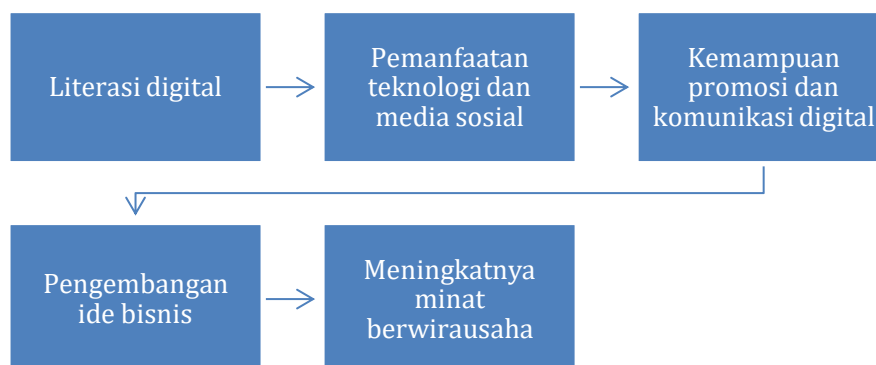 Literasi digital
Pemanfaatan
teknologi dan
media sosial
Kemampuan
promosi dan
komunikasi digital
Pengembangan
ide bisnis
Meningkatnya
minat
berwirausaha